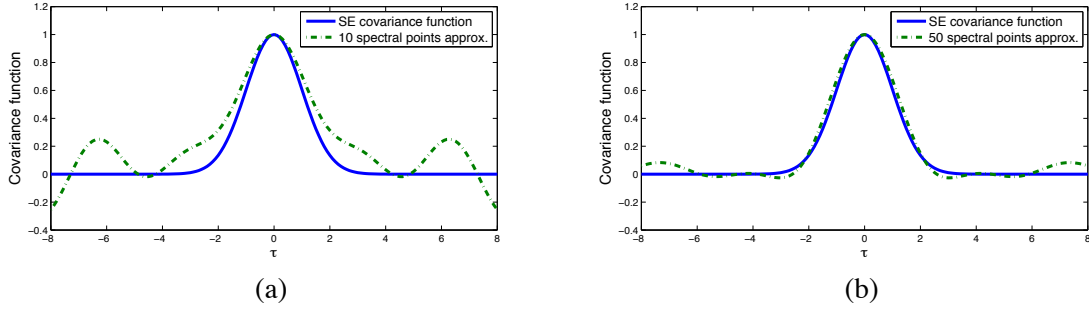 1.2
1
0.8
0.6
0.4
0.2
0
−0.2
−0.4
Covariance function
−8 −6 −4 −2 0 2 4 6 8
τ
SE covariance function
10 spectral points approx.
(a)
1.2
1
0.8
0.6
0.4
0.2
0
−0.2
−0.4
Covariance function
−8 −6 −4 −2 0 2 4 6 8
τ
SE covariance function
50 spectral points approx.
(b)